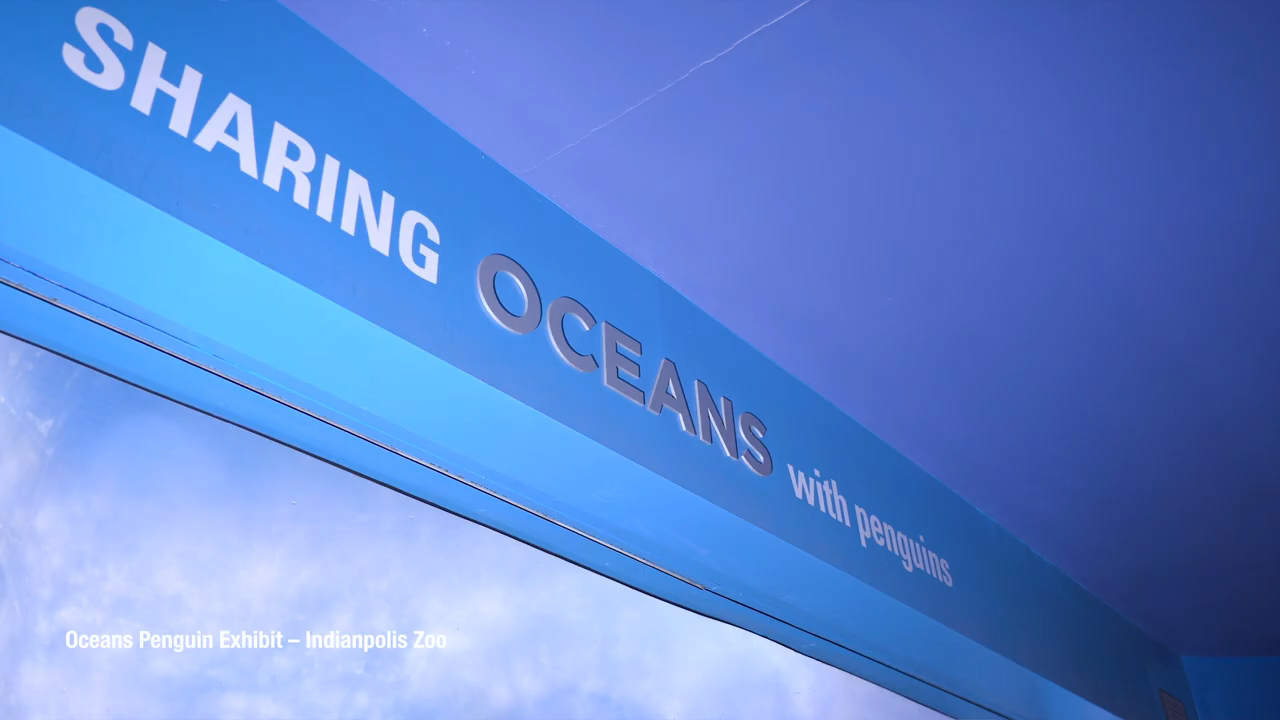 SHARING OCEANS with penguins
Oceans Penguin Exhibit – Indianpolis Zoo